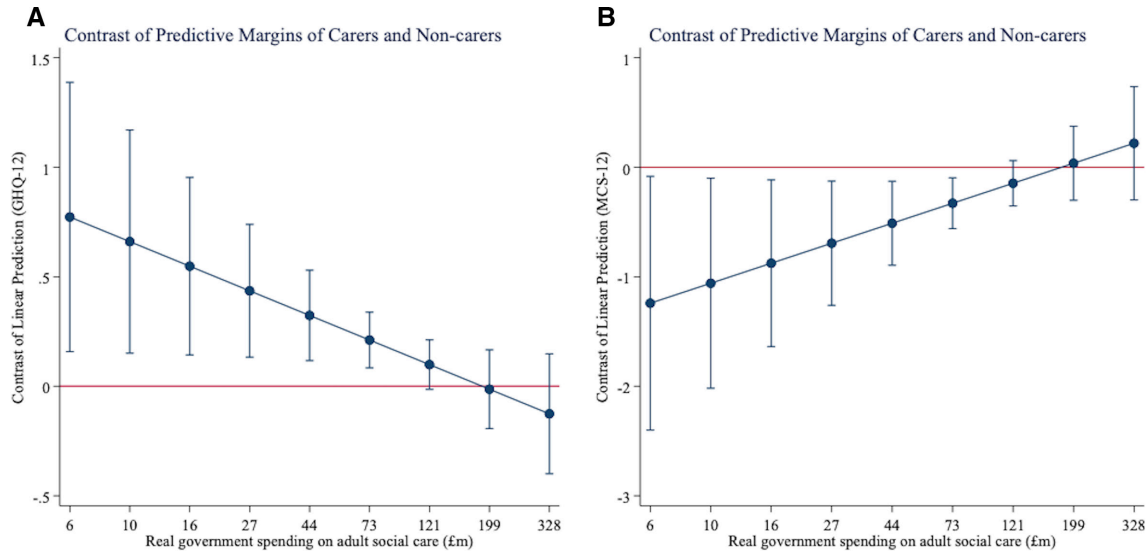 A
Contrast of Predictive Margins of Carers and Non-carers
Contrast of Linear Prediction (GHQ-12)
1.5
1
.5
0
-.5
6 10 16 27 44 73 121 199 328
Real government spending on adult social care (£m)
B
Contrast of Predictive Margins of Carers and Non-carers
Contrast of Linear Prediction (MCS-12)
1
0
-1
-2
-3
6 10 16 27 44 73 121 199 328
Real government spending on adult social care (£m)